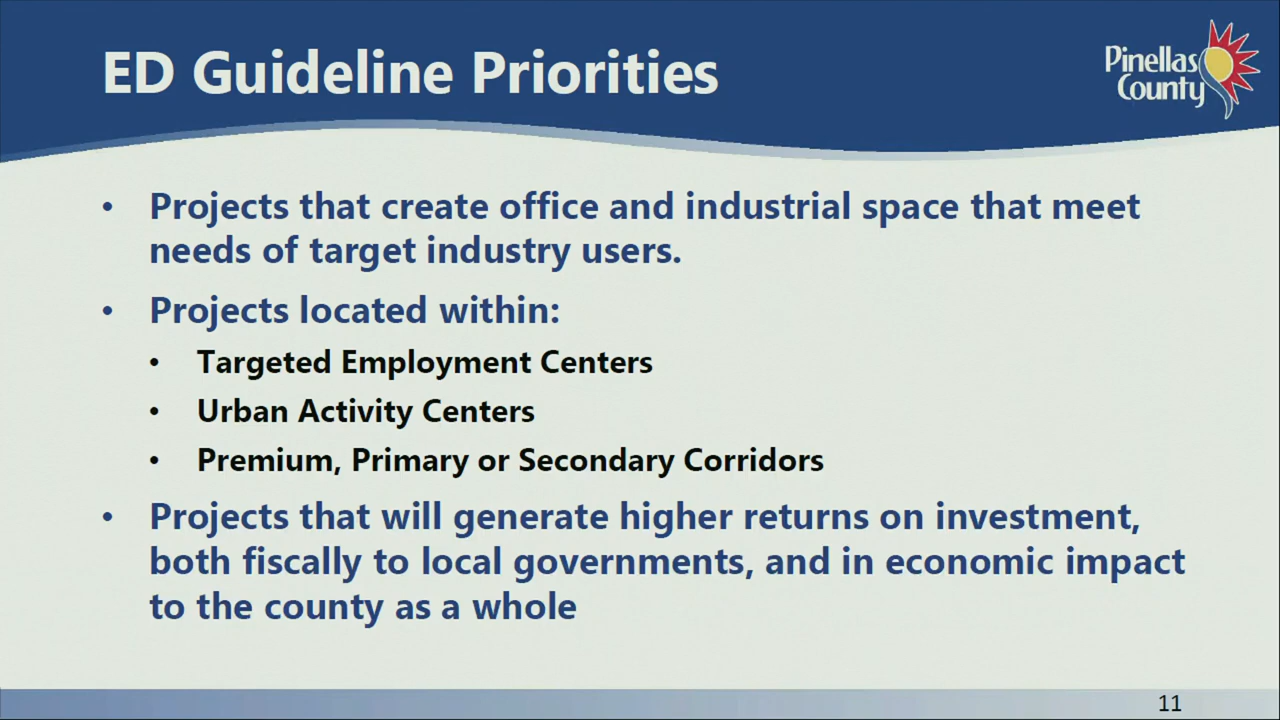 ED Guideline Priorities
Pinellas
County
• Projects that create office and industrial space that meet
needs of target industry users.
• Projects located within:
• Targeted Employment Centers
• Urban Activity Centers
• Premium, Primary or Secondary Corridors
• Projects that will generate higher returns on investment,
both fiscally to local governments, and in economic impact
to the county as a whole
11